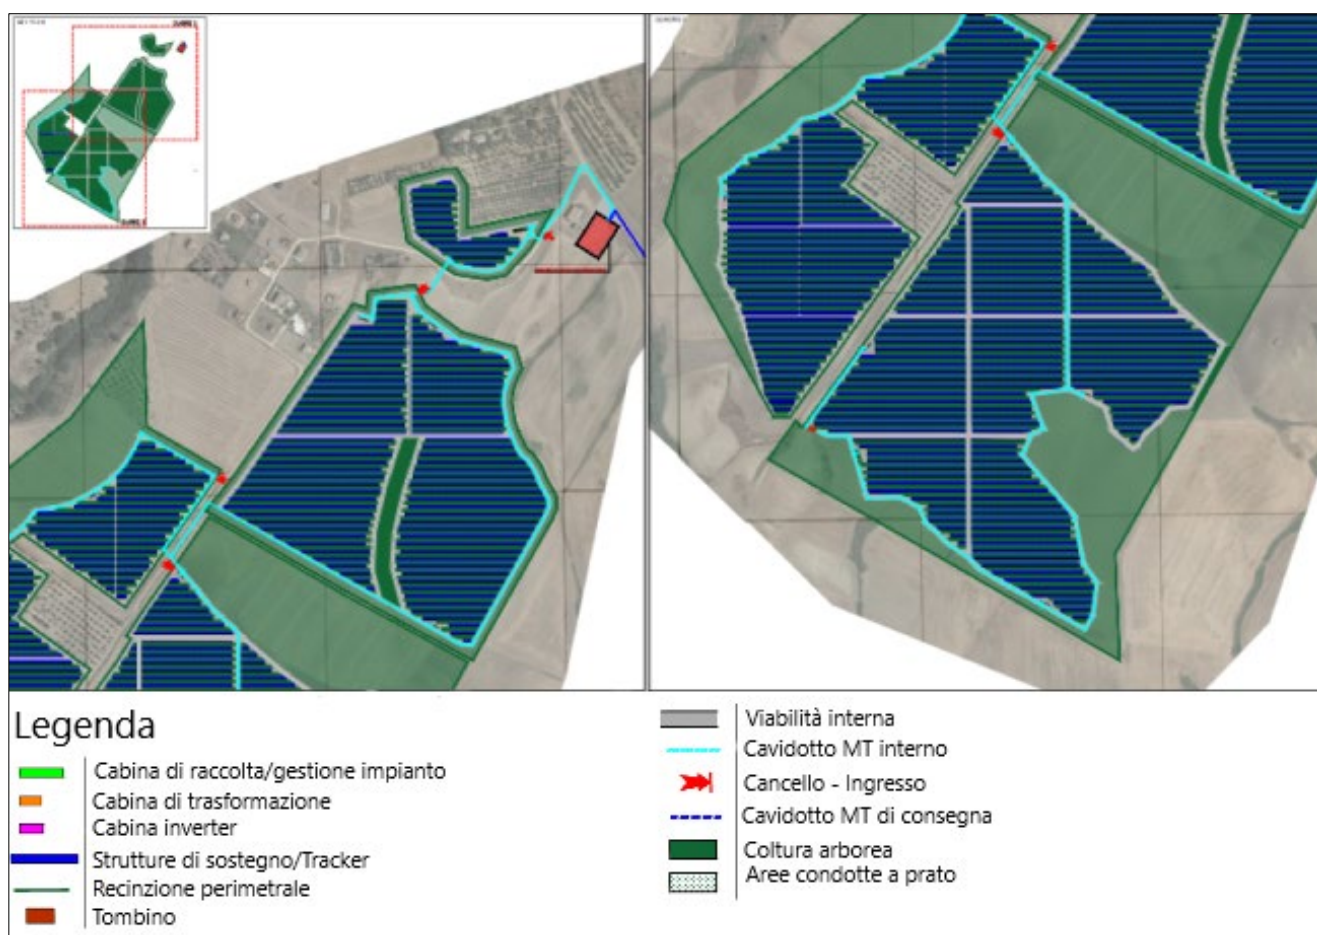 Legenda
Cabina di raccolta/gestione impianto
Cabina di trasformazione
Cabina inverter
Strutture di sostegno/Tracker
Recinzione perimetrale
Tombino
Viabilità interna
Cavidotto MT interno
Cancello - Ingresso
Cavidotto MT di consegna
Coltura arborea
Aree condotte a prato